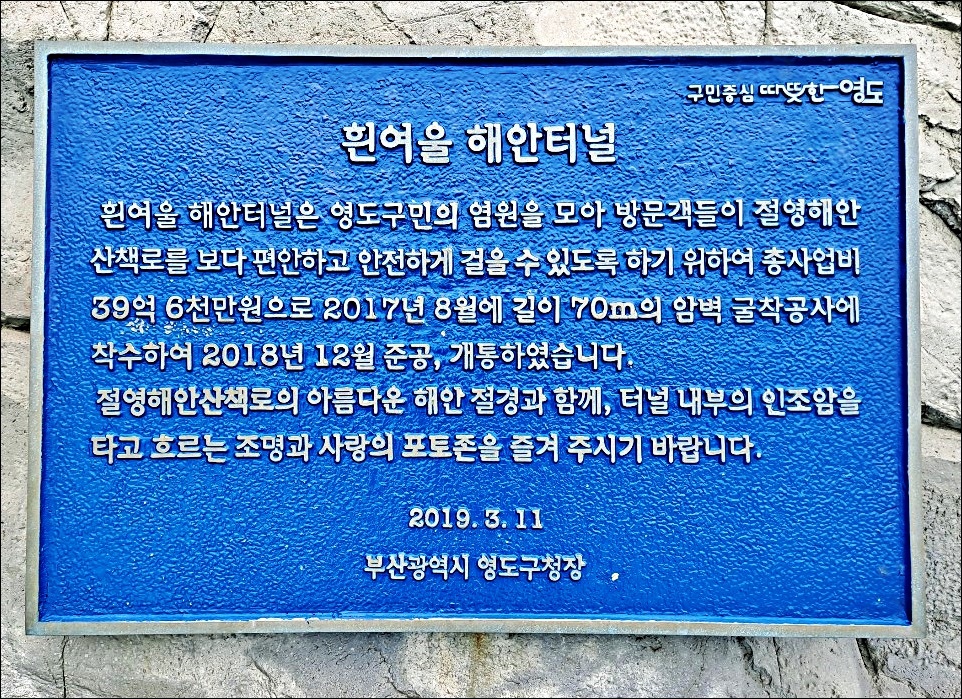 구민중심 따뜻한 영도
흰여울 해안터널
흰여울 해안터널은 영도구민의 염원을 모아 방문객들이 절영해안
산책로를 보다 편안하고 안전하게 걸을 수 있도록 하기 위하여 총사업비
39억 6천만원으로 2017년 8월에 길이 70m의 암벽 굴착공사에
착수하여 2018년 12월 준공, 개통하였습니다.
절영해안산책로의 아름다운 해안 절경과 함께, 터널 내부의 인조암을
타고 흐르는 조명과 사랑의 포토존을 즐겨 주시기 바랍니다.
2019. 3. 11
부산광역시 영도구청장